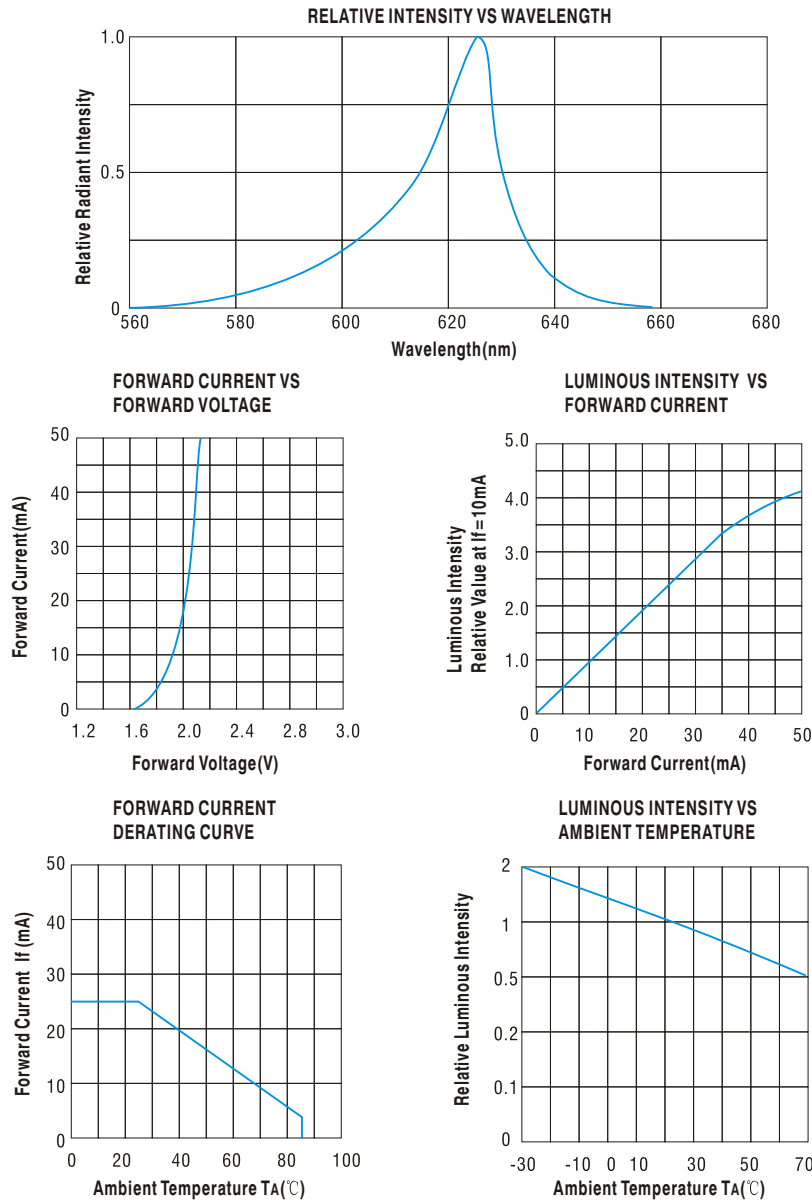 RELATIVE INTENSITY VS WAVELENGTH
Relative Radiant Intensity
1.0
0.5
0
560 580 600 620 640 660 680
Wavelength(nm)
FORWARD CURRENT VS
FORWARD VOLTAGE
Forward Current(mA)
50
40
30
20
10
0
1.2 1.6 2.0 2.4 2.8 3.0
Forward Voltage(V)
LUMINOUS INTENSITY VS
FORWARD CURRENT
Luminous Intensity
Relative Value at If=10mA
5.0
4.0
3.0
2.0
1.0
0
0 10 20 30 40 50
Forward Current(mA)
FORWARD CURRENT
DERATING CURVE
Forward Current If (mA)
50
40
30
20
10
0
0 20 40 60 80 100
Ambient Temperature TA(℃)
LUMINOUS INTENSITY VS
AMBIENT TEMPERATURE
Relative Luminous Intensity
2
1
0.5
0.2
0.1
0
-30 -10 0 10 30 50 70
Ambient Temperature TA(℃)